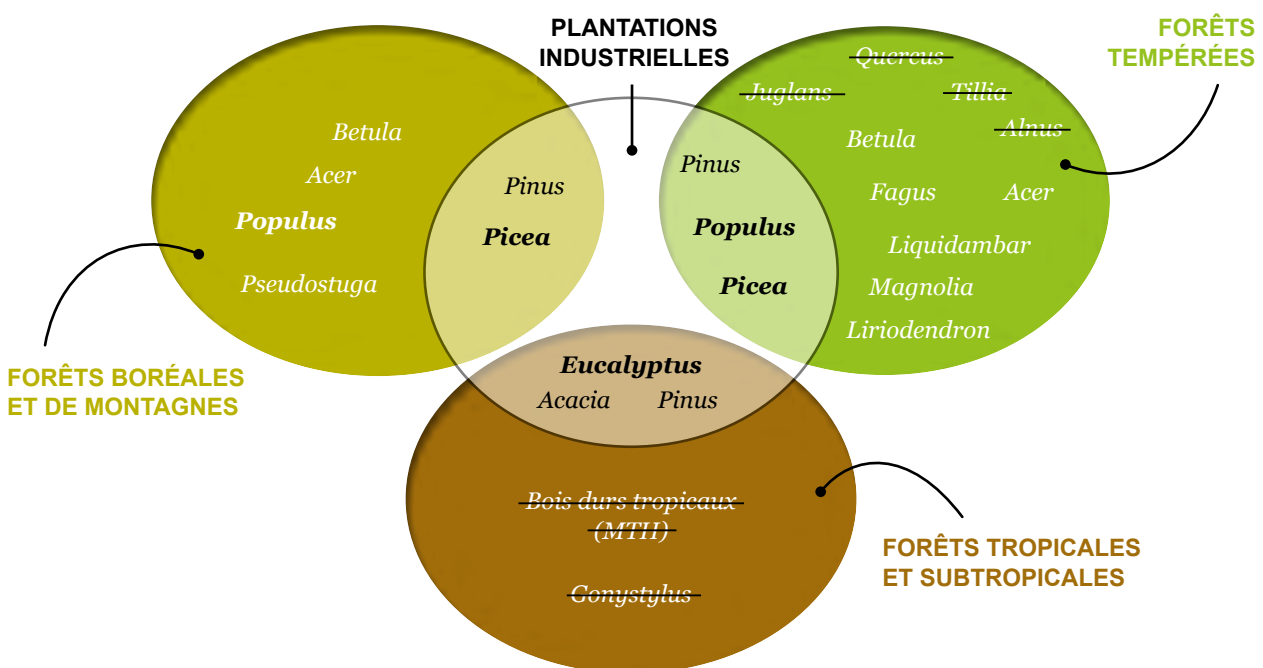 PLANTATIONS
INDUSTRIELLES
FORÊTS
TEMPÉRÉES
Quercus
Juglans
Tillia
Alnus
Betula
Fagus
Acer
Liquidambar
Magnolia
Liriodendron
Pinus
Populus
Picea
Betula
Acer
Populus
Pseudostuga
Pinus
Picea
FORÊTS BORÉALES
ET DE MONTAGNES
Eucalyptus
Acacia
Pinus
Bois durs tropicaux
(MTH)
Gonystylus
FORÊTS TROPICALES
ET SUBTROPICALES